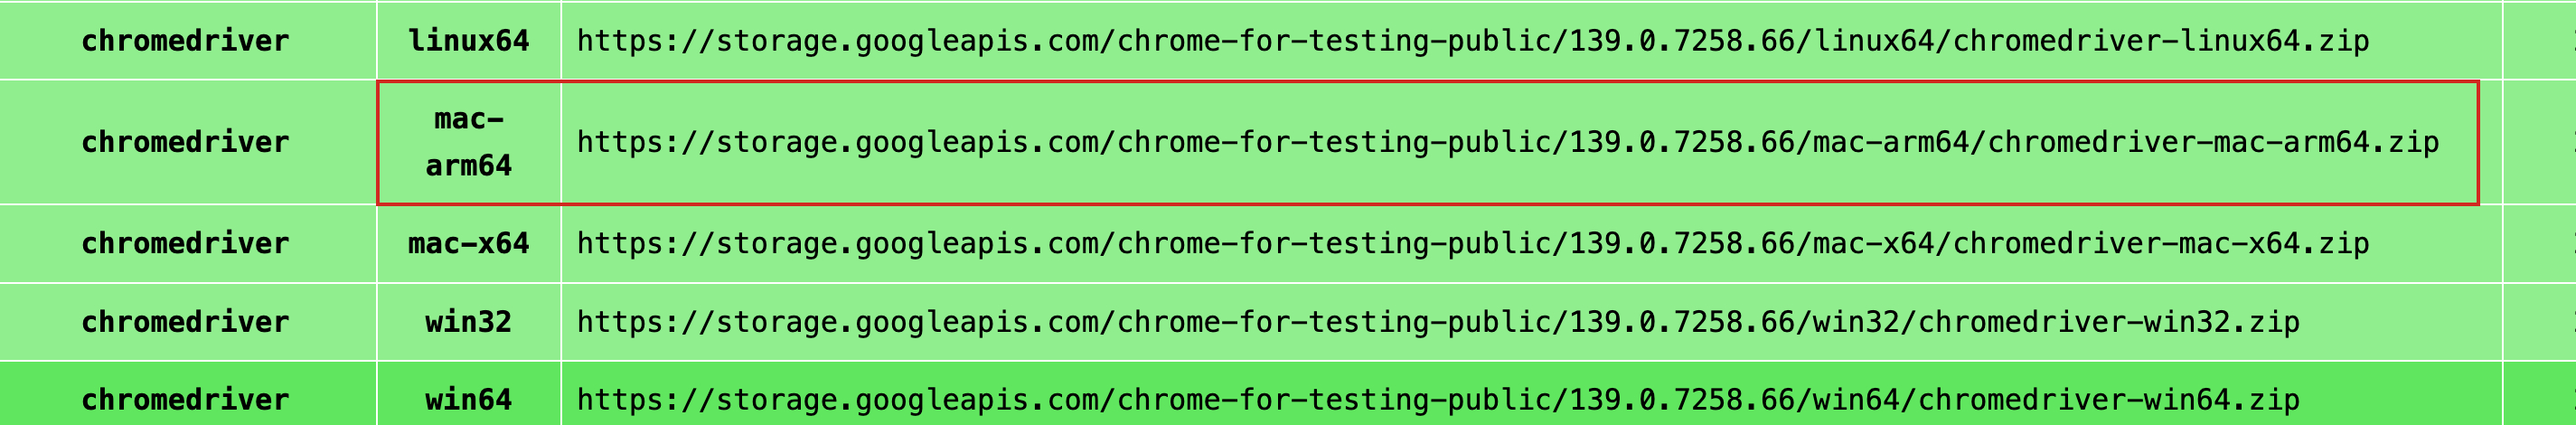 chromedriver linux64 https://storage.googleapis.com/chrome-for-testing-public/139.0.7258.66/linux64/chromedriver-linux64.zip
chromedriver mac-
arm64 https://storage.googleapis.com/chrome-for-testing-public/139.0.7258.66/mac-arm64/chromedriver-mac-arm64.zip
chromedriver mac-x64 https://storage.googleapis.com/chrome-for-testing-public/139.0.7258.66/mac-x64/chromedriver-mac-x64.zip
chromedriver win32 https://storage.googleapis.com/chrome-for-testing-public/139.0.7258.66/win32/chromedriver-win32.zip
chromedriver win64 https://storage.googleapis.com/chrome-for-testing-public/139.0.7258.66/win64/chromedriver-win64.zip